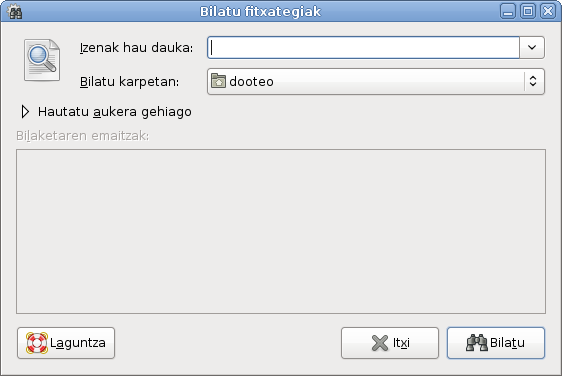 Bilatu fitxategiak
Izenak hau dauka:
Bilatu karpetan: dooteo
Hautatu aukera gehiago
Bilaketaren emaitzak:
Laguntza Itxi Bilatu